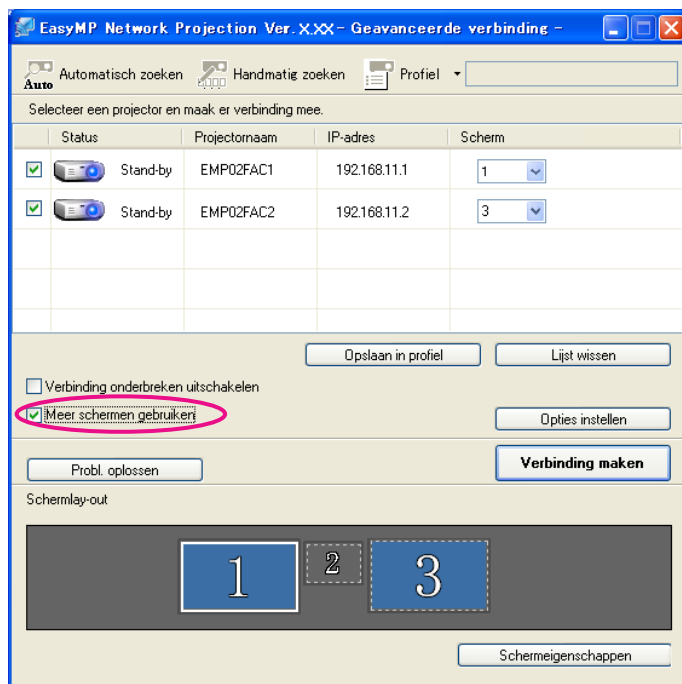 EasyMP Network Projection Ver. X.XX - Geavanceerde verbinding -
Auto Automatisch zoeken Handmatig zoeken Profiel
Selecteer een projector en maak er verbinding mee.
Status Projectornaam IP-adres Scherm
Stand-by EMP02FAC1 192.168.11.1 1
Stand-by EMP02FAC2 192.168.11.2 3
Opslaan in profiel Lijst wissen
Verbinding onderbreken uitschakelen
Meer schermen gebruiken
Opties instellen
Probl. oplossen Verbinding maken
Schermlay-out
1 2 3
Schermeigenschappen